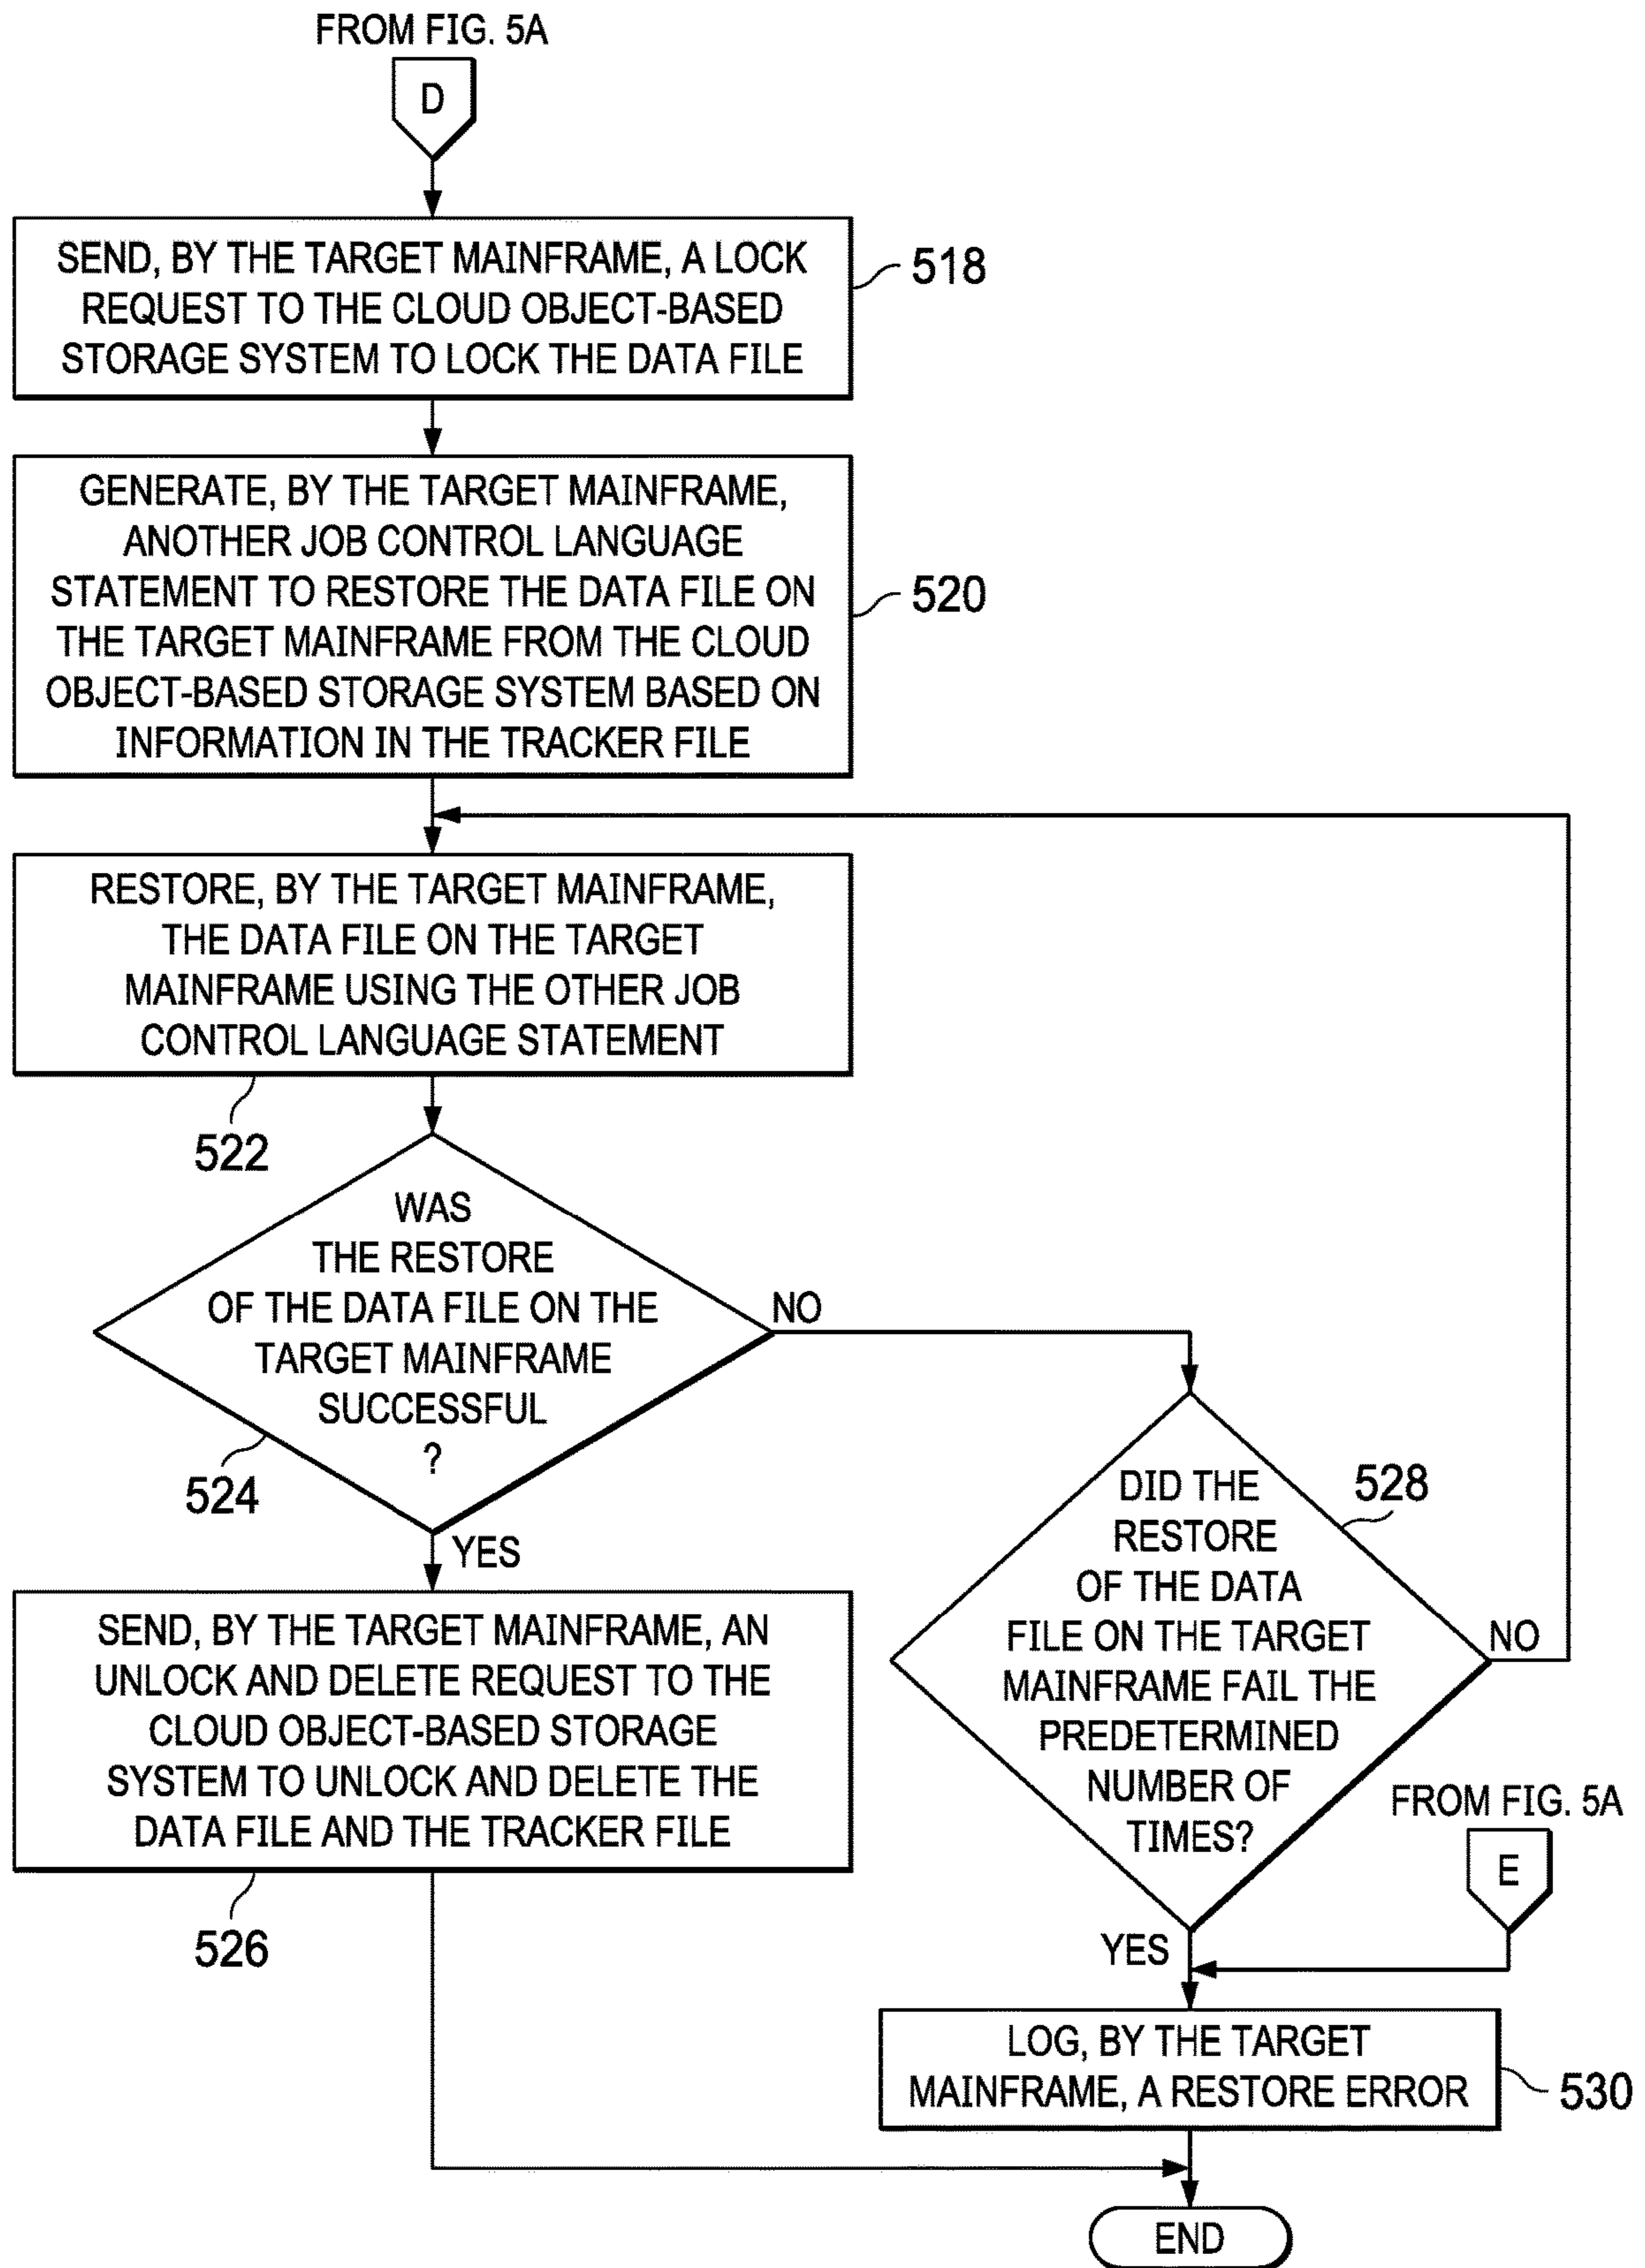 FROM FIG. 5A
D
SEND, BY THE TARGET MAINFRAME, A LOCK
REQUEST TO THE CLOUD OBJECT-BASED
STORAGE SYSTEM TO LOCK THE DATA FILE
518
GENERATE, BY THE TARGET MAINFRAME,
ANOTHER JOB CONTROL LANGUAGE
STATEMENT TO RESTORE THE DATA FILE ON
THE TARGET MAINFRAME FROM THE CLOUD
OBJECT-BASED STORAGE SYSTEM BASED ON
INFORMATION IN THE TRACKER FILE
520
RESTORE, BY THE TARGET MAINFRAME,
THE DATA FILE ON THE TARGET
MAINFRAME USING THE OTHER JOB
CONTROL LANGUAGE STATEMENT
522
WAS
THE RESTORE
OF THE DATA FILE ON THE
TARGET MAINFRAME
SUCCESSFUL
?
524
NO
YES
SEND, BY THE TARGET MAINFRAME, AN
UNLOCK AND DELETE REQUEST TO THE
CLOUD OBJECT-BASED STORAGE
SYSTEM TO UNLOCK AND DELETE THE
DATA FILE AND THE TRACKER FILE
526
DID THE
RESTORE
OF THE DATA
FILE ON THE TARGET
MAINFRAME FAIL THE
PREDETERMINED
NUMBER OF
TIMES?
528
NO
YES
FROM FIG. 5A
E
LOG, BY THE TARGET
MAINFRAME, A RESTORE ERROR
530
END